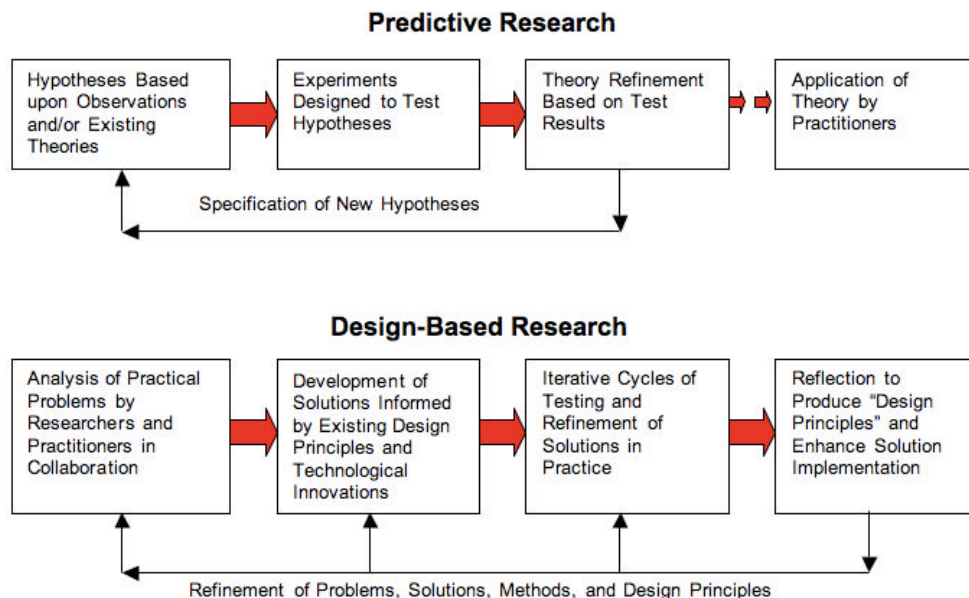 Predictive Research
Hypotheses Based
upon Observations
and/or Existing
Theories
Experiments
Designed to Test
Hypotheses
Theory Refinement
Based on Test
Results
Application of
Theory by
Practitioners
Specification of New Hypotheses
Design-Based Research
Analysis of Practical
Problems by
Researchers and
Practitioners in
Collaboration
Development of
Solutions Informed
by Existing Design
Principles and
Technological
Innovations
Iterative Cycles of
Testing and
Refinement of
Solutions in
Practice
Reflection to
Produce “Design
Principles” and
Enhance Solution
Implementation
Refinement of Problems, Solutions, Methods, and Design Principles